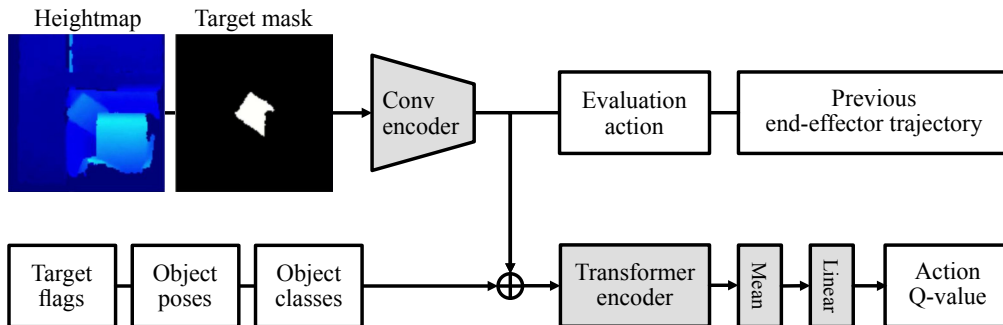 Heightmap
Target mask
Conv
encoder
Evaluation
action
Previous
end-effector trajectory
Target
flags
Object
poses
Object
classes
Transformer
encoder
Mean
Linear
Action
Q-value